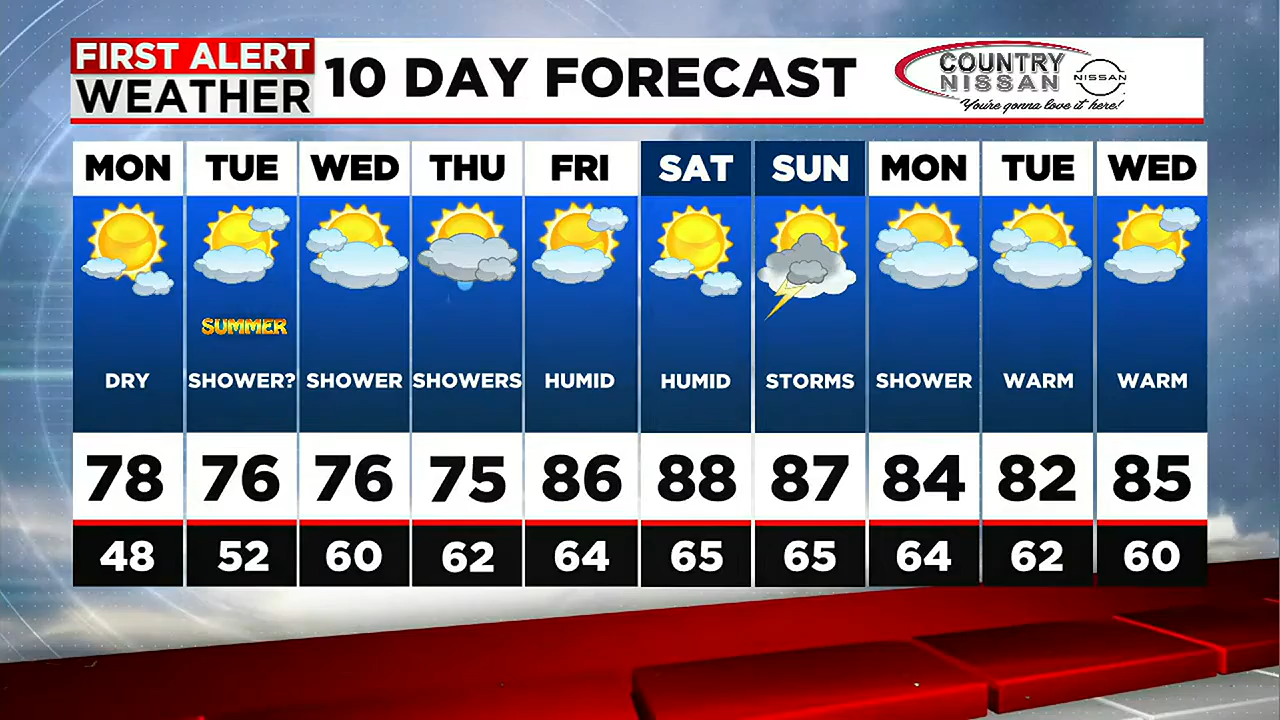 FIRST ALERT
WEATHER
10 DAY FORECAST
COUNTRY
NISSAN
NISSAN
You're gonna love it here!
MON TUE WED THU FRI SAT SUN MON TUE WED
SUMMER
DRY SHOWER? SHOWER SHOWERS HUMID HUMID STORMS SHOWER WARM WARM
78 76 76 75 86 88 87 84 82 85
48 52 60 62 64 65 65 64 62 60